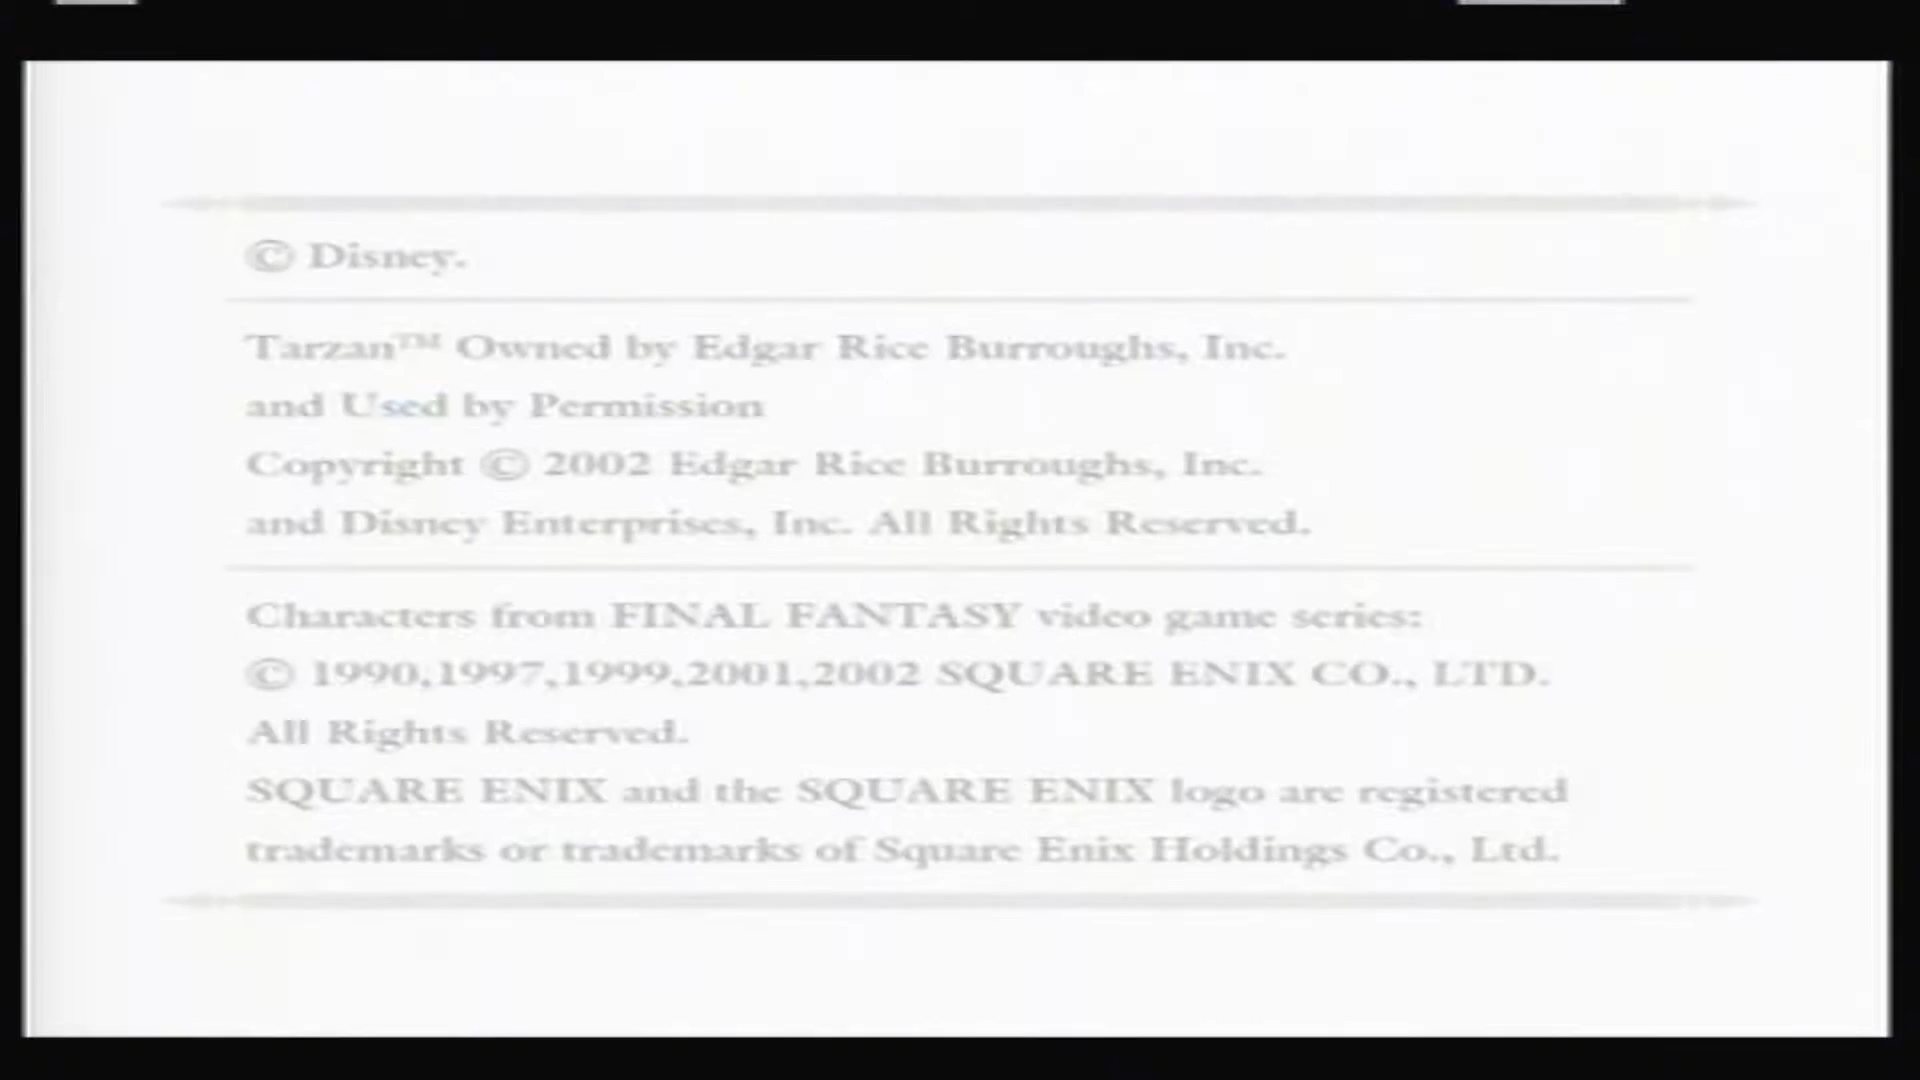 © Disney.
Tarzan™ Owned by Edgar Rice Burroughs, Inc.
and Used by Permission
Copyright © 2002 Edgar Rice Burroughs, Inc.
and Disney Enterprises, Inc. All Rights Reserved.
Characters from FINAL FANTASY video game series:
© 1990,1997,1999,2001,2002 SQUARE ENIX CO., LTD.
All Rights Reserved.
SQUARE ENIX and the SQUARE ENIX logo are registered
trademarks or trademarks of Square Enix Holdings Co., Ltd.